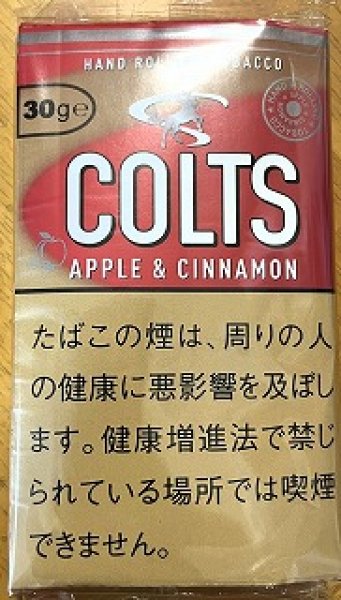 HAND ROLLING TOBACCO
30g℮
COLTS
APPLE & CINNAMON
たばこの煙は、周りの人
の健康に悪影響を及ぼし
ます。健康増進法で禁じ
られている場所では喫煙
できません。